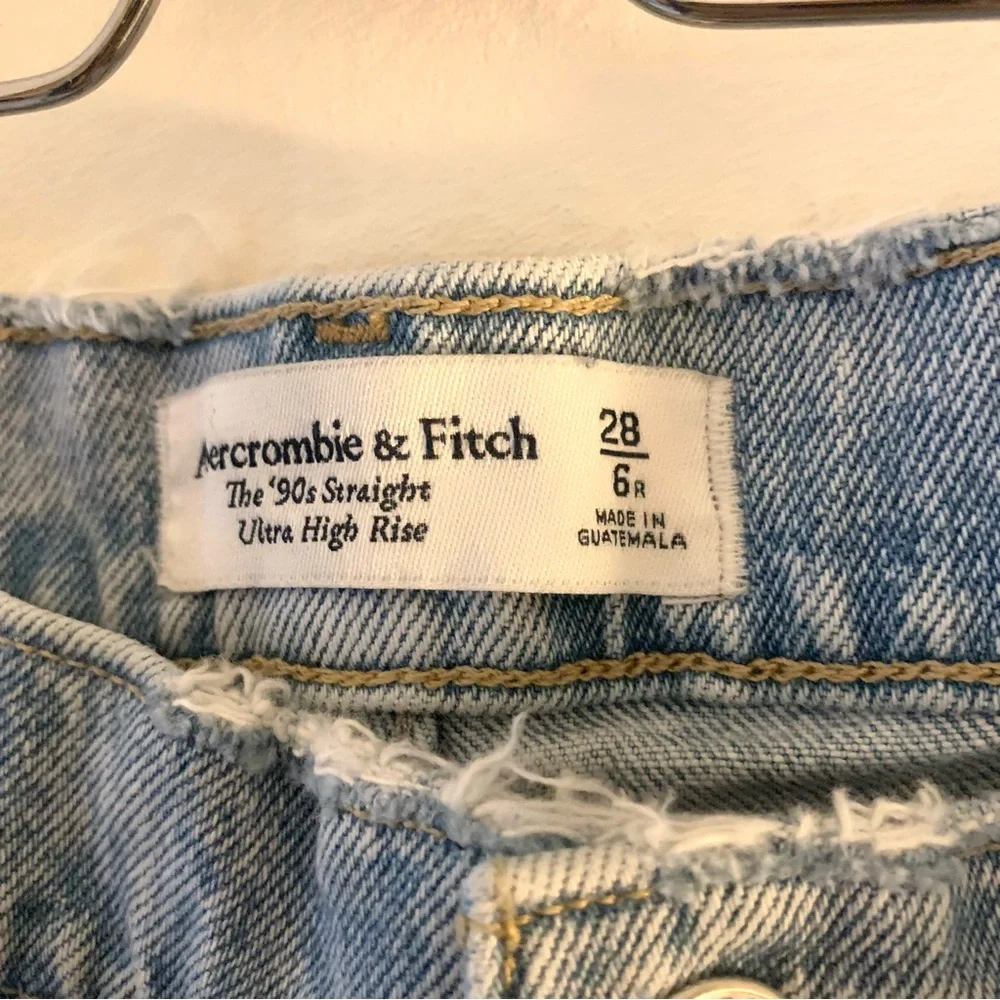 Abercrombie & Fitch
The '90s Straight
Ultra High Rise
28
6R
MADE IN
GUATEMALA